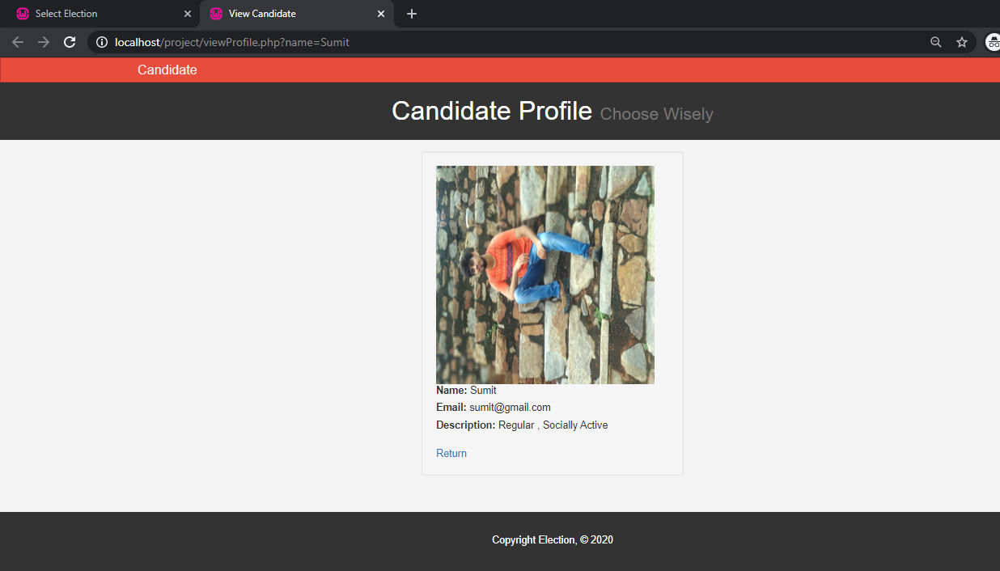 Select Election
View Candidate
localhost/project/viewProfile.php?name=Sumit
Candidate
Candidate Profile Choose Wisely
Name: Sumit
Email: sumit@gmail.com
Description: Regular , Socially Active
Return
Copyright Election, © 2020